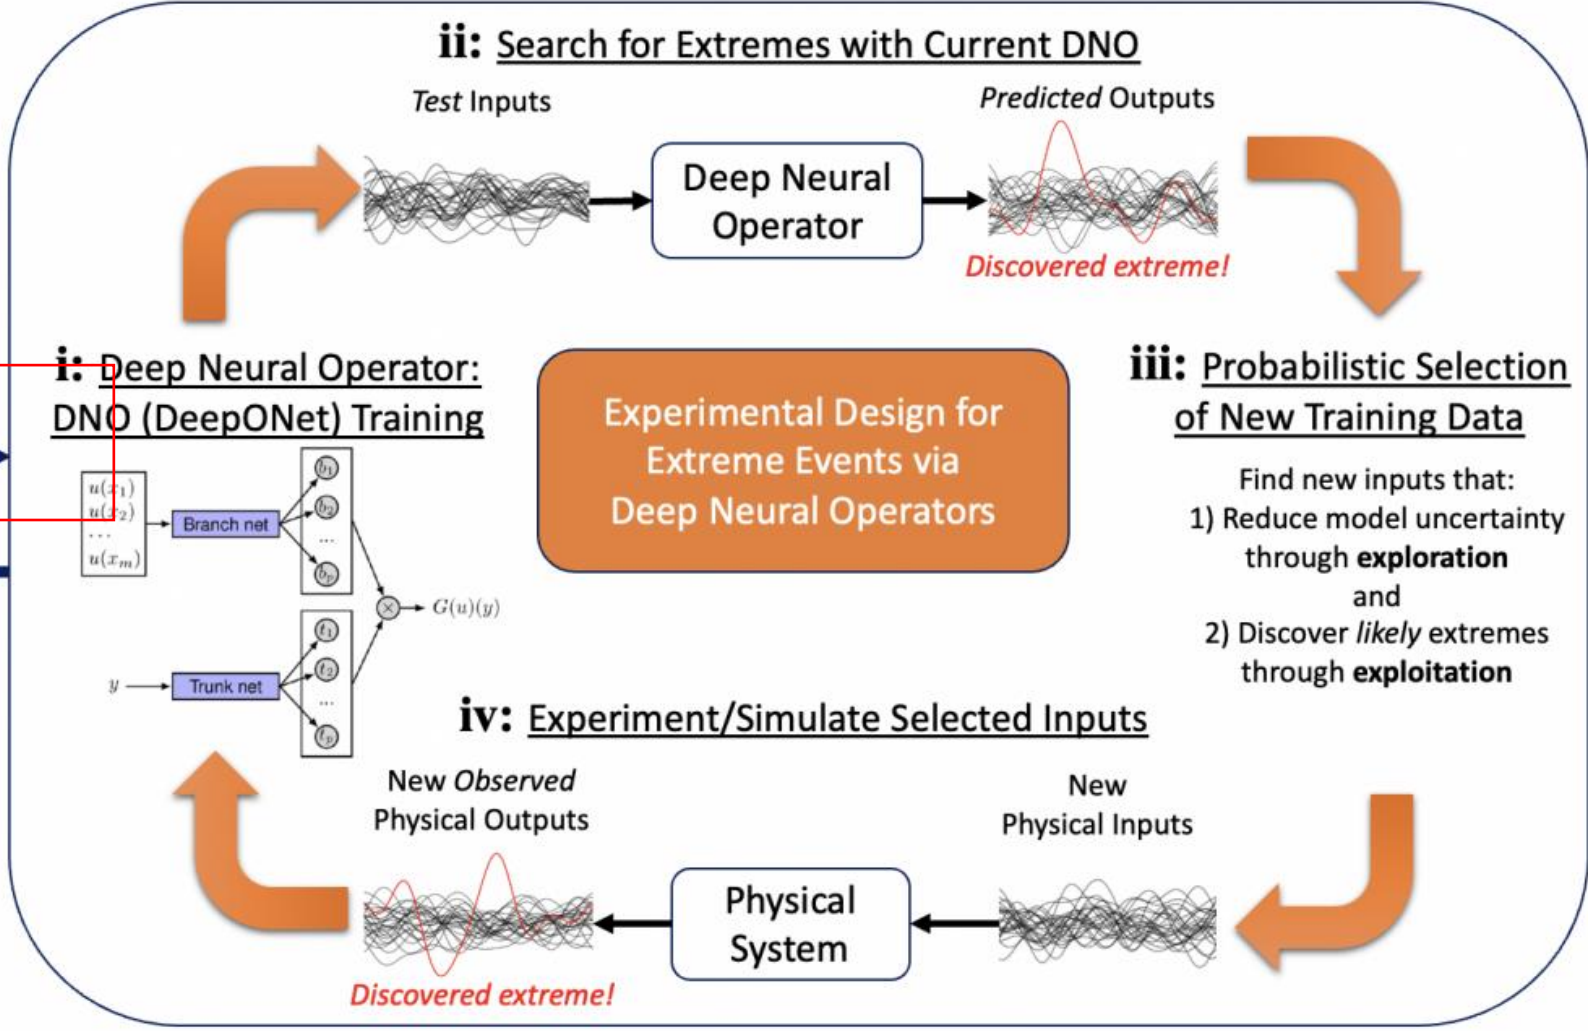 ii: Search for Extremes with Current DNO
Test Inputs
Predicted Outputs
Deep Neural
Operator
Discovered extreme!
i: Deep Neural Operator:
DNO (DeepONet) Training
u(x₁)
u(x₂)
...
u(xₘ)
Branch net
b₁
b₂
...
bₚ
G(u)(y)
y
Trunk net
t₁
t₂
...
tₚ
Experimental Design for
Extreme Events via
Deep Neural Operators
iii: Probabilistic Selection
of New Training Data
Find new inputs that:
1) Reduce model uncertainty
through exploration
and
2) Discover likely extremes
through exploitation
iv: Experiment/Simulate Selected Inputs
New Observed
Physical Outputs
New
Physical Inputs
Physical
System
Discovered extreme!